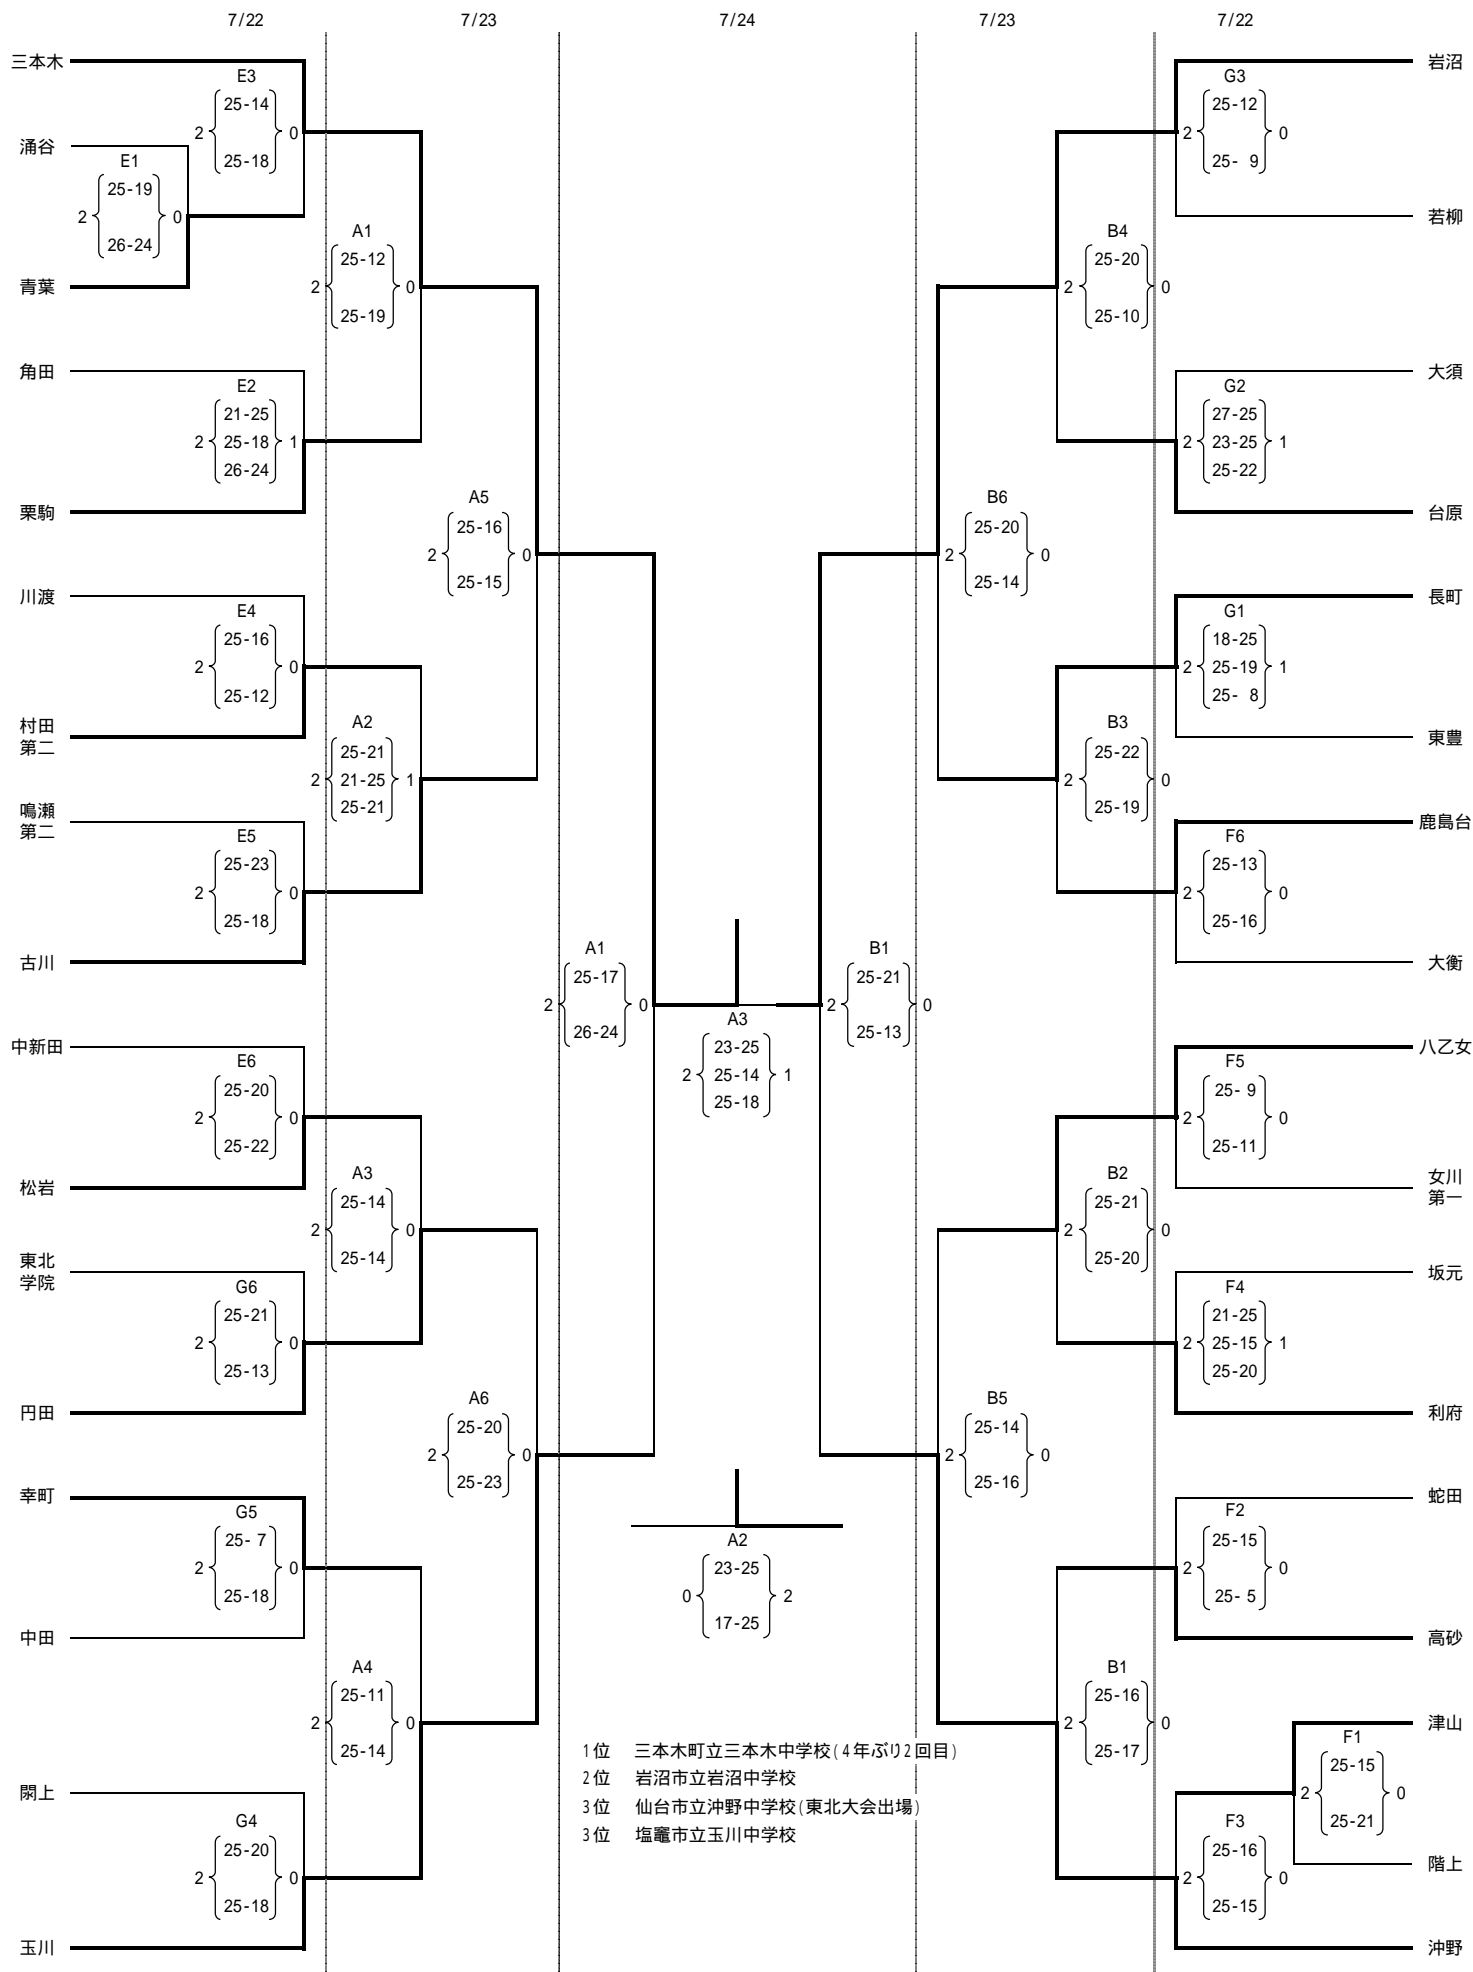 7/22
7/23
7/24
7/23
7/22
三本木
E3
25-14
2 0
25-18
涌谷
E1
25-19
2 0
26-24
青葉
A1
25-12
2 0
25-19
角田
E2
21-25
2 25-18 1
26-24
栗駒
A5
25-16
2 0
25-15
川渡
E4
25-16
2 0
25-12
村田
第二
A2
25-21
2 21-25 1
25-21
鳴瀬
第二
E5
25-23
2 0
25-18
古川
A1
25-17
2 0
26-24
中新田
E6
25-20
2 0
25-22
松岩
A3
25-14
2 0
25-14
東北
学院
G6
25-21
2 0
25-13
円田
A6
25-20
2 0
25-23
幸町
G5
25- 7
2 0
25-18
中田
A4
25-11
2 0
25-14
閖上
G4
25-20
2 0
25-18
玉川
A3
23-25
2 25-14 1
25-18
A2
23-25
0 2
17-25
1位 三本木町立三本木中学校(4年ぶり2回目)
2位 岩沼市立岩沼中学校
3位 仙台市立沖野中学校(東北大会出場)
3位 塩竈市立玉川中学校
岩沼
G3
25-12
2 0
25- 9
若柳
B4
25-20
2 0
25-10
大須
G2
27-25
2 23-25 1
25-22
台原
B6
25-20
2 0
25-14
長町
G1
18-25
2 25-19 1
25- 8
東豊
B3
25-22
2 0
25-19
鹿島台
F6
25-13
2 0
25-16
大衡
B1
25-21
2 0
25-13
八乙女
F5
25- 9
2 0
25-11
女川
第一
B2
25-21
2 0
25-20
坂元
F4
21-25
2 25-15 1
25-20
利府
B5
25-14
2 0
25-16
蛇田
F2
25-15
2 0
25- 5
高砂
B1
25-16
2 0
25-17
津山
F1
25-15
2 0
25-21
階上
F3
25-16
2 0
25-15
沖野